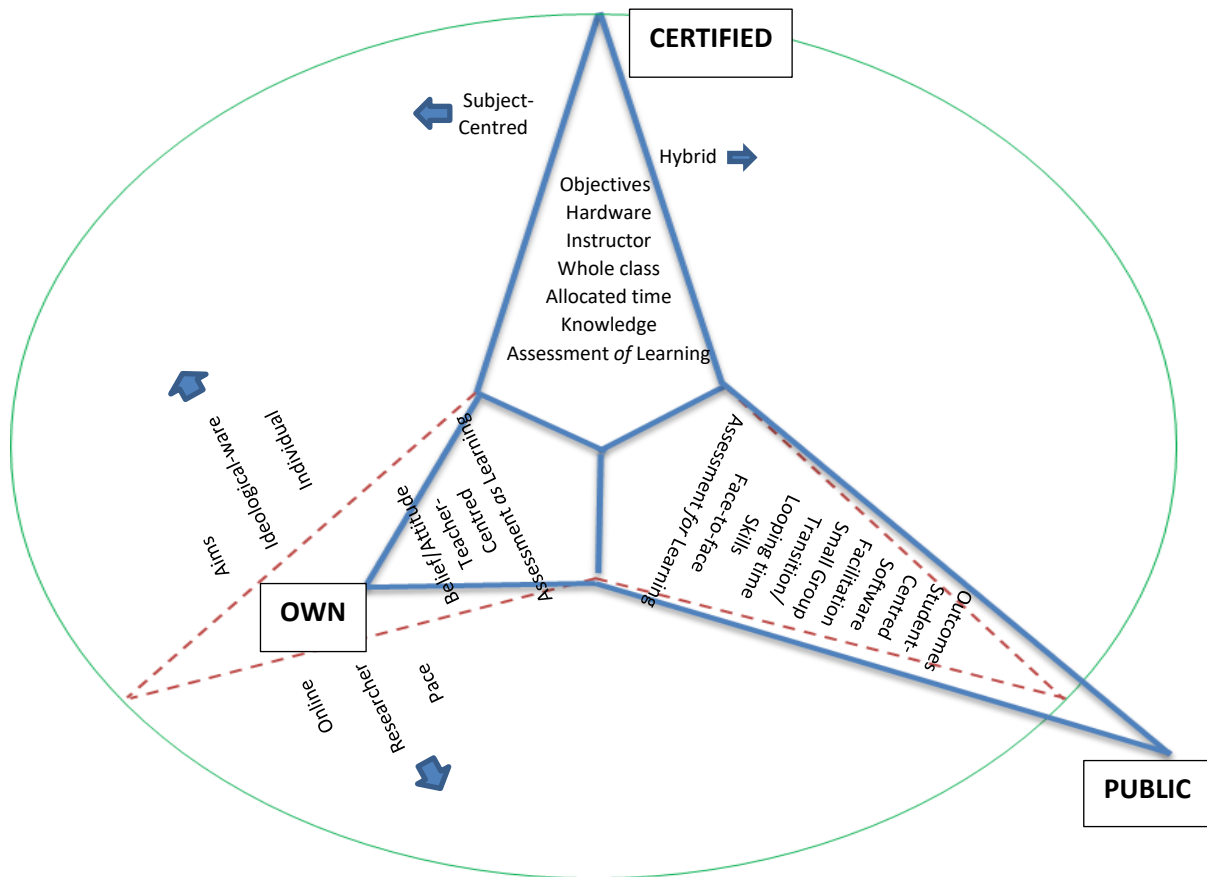 CERTIFIED
Subject-
Centred
Hybrid
Objectives
Hardware
Instructor
Whole class
Allocated time
Knowledge
Assessment of Learning
Aims
Ideological-ware
Individual
Belief/Attitude
Teacher-
Centred
Assessment as Learning
OWN
Online
Researcher
Pace
Assessment for Learning
Face-to-face
Skills
Looping time
Transition/
Small Group
Facilitation
Software
Centred
Student-
Outcomes
PUBLIC